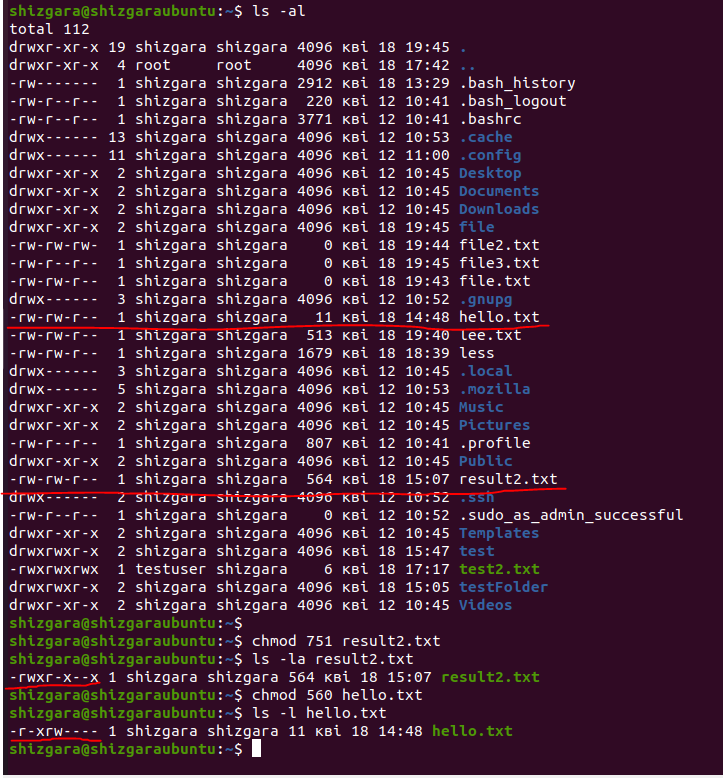 shizgara@shizgaraubuntu:~$ ls -al
total 112
drwxr-xr-x 19 shizgara shizgara 4096 кві 18 19:45 .
drwxr-xr-x  4 root     root     4096 кві 18 17:42 ..
-rw-------  1 shizgara shizgara 2912 кві 18 13:29 .bash_history
-rw-r--r--  1 shizgara shizgara  220 кві 12 10:41 .bash_logout
-rw-r--r--  1 shizgara shizgara 3771 кві 12 10:41 .bashrc
drwx------ 13 shizgara shizgara 4096 кві 12 10:53 .cache
drwx------ 11 shizgara shizgara 4096 кві 12 11:00 .config
drwxr-xr-x  2 shizgara shizgara 4096 кві 12 10:45 Desktop
drwxr-xr-x  2 shizgara shizgara 4096 кві 12 10:45 Documents
drwxr-xr-x  2 shizgara shizgara 4096 кві 12 10:45 Downloads
drwxr-xr-x  2 shizgara shizgara 4096 кві 18 19:45 file
-rw-rw-rw-  1 shizgara shizgara    0 кві 18 19:44 file2.txt
-rw-r--r--  1 shizgara shizgara    0 кві 18 19:45 file3.txt
-rw-rw-r--  1 shizgara shizgara    0 кві 18 19:43 file.txt
drwx------  3 shizgara shizgara 4096 кві 12 10:52 .gnupg
-rw-rw-r--  1 shizgara shizgara   11 кві 18 14:48 hello.txt
-rw-rw-r--  1 shizgara shizgara  513 кві 18 19:40 lee.txt
-rw-rw-r--  1 shizgara shizgara 1679 кві 18 18:39 less
drwx------  3 shizgara shizgara 4096 кві 12 10:45 .local
drwx------  5 shizgara shizgara 4096 кві 12 10:53 .mozilla
drwxr-xr-x  2 shizgara shizgara 4096 кві 12 10:45 Music
drwxr-xr-x  2 shizgara shizgara 4096 кві 12 10:45 Pictures
-rw-r--r--  1 shizgara shizgara  807 кві 12 10:41 .profile
drwxr-xr-x  2 shizgara shizgara 4096 кві 12 10:45 Public
-rw-rw-r--  1 shizgara shizgara  564 кві 18 15:07 result2.txt
drwx------  2 shizgara shizgara 4096 кві 12 10:52 .ssh
-rw-r--r--  1 shizgara shizgara    0 кві 12 10:52 .sudo_as_admin_successful
drwxr-xr-x  2 shizgara shizgara 4096 кві 12 10:45 Templates
drwxrwxr-x  2 shizgara shizgara 4096 кві 18 15:47 test
-rwxrwxrwx  1 testuser shizgara    6 кві 18 17:17 test2.txt
drwxrwxr-x  2 shizgara shizgara 4096 кві 18 15:05 testFolder
drwxr-xr-x  2 shizgara shizgara 4096 кві 12 10:45 Videos
shizgara@shizgaraubuntu:~$
shizgara@shizgaraubuntu:~$ chmod 751 result2.txt
shizgara@shizgaraubuntu:~$ ls -la result2.txt
-rwxr-x--x 1 shizgara shizgara 564 кві 18 15:07 result2.txt
shizgara@shizgaraubuntu:~$ chmod 560 hello.txt
shizgara@shizgaraubuntu:~$ ls -l hello.txt
-r-xrw---- 1 shizgara shizgara 11 кві 18 14:48 hello.txt
shizgara@shizgaraubuntu:~$